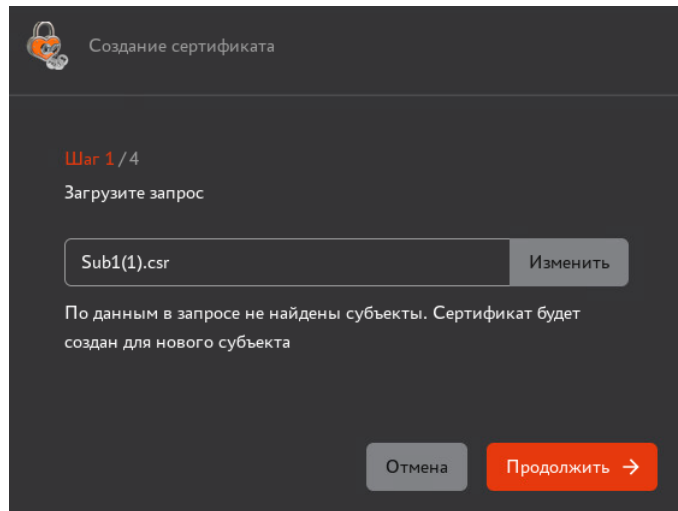 Создание сертификата
Шаг 1 / 4
Загрузите запрос
Sub1(1).csr
Изменить
По данным в запросе не найдены субъекты. Сертификат будет
создан для нового субъекта
Отмена
Продолжить →